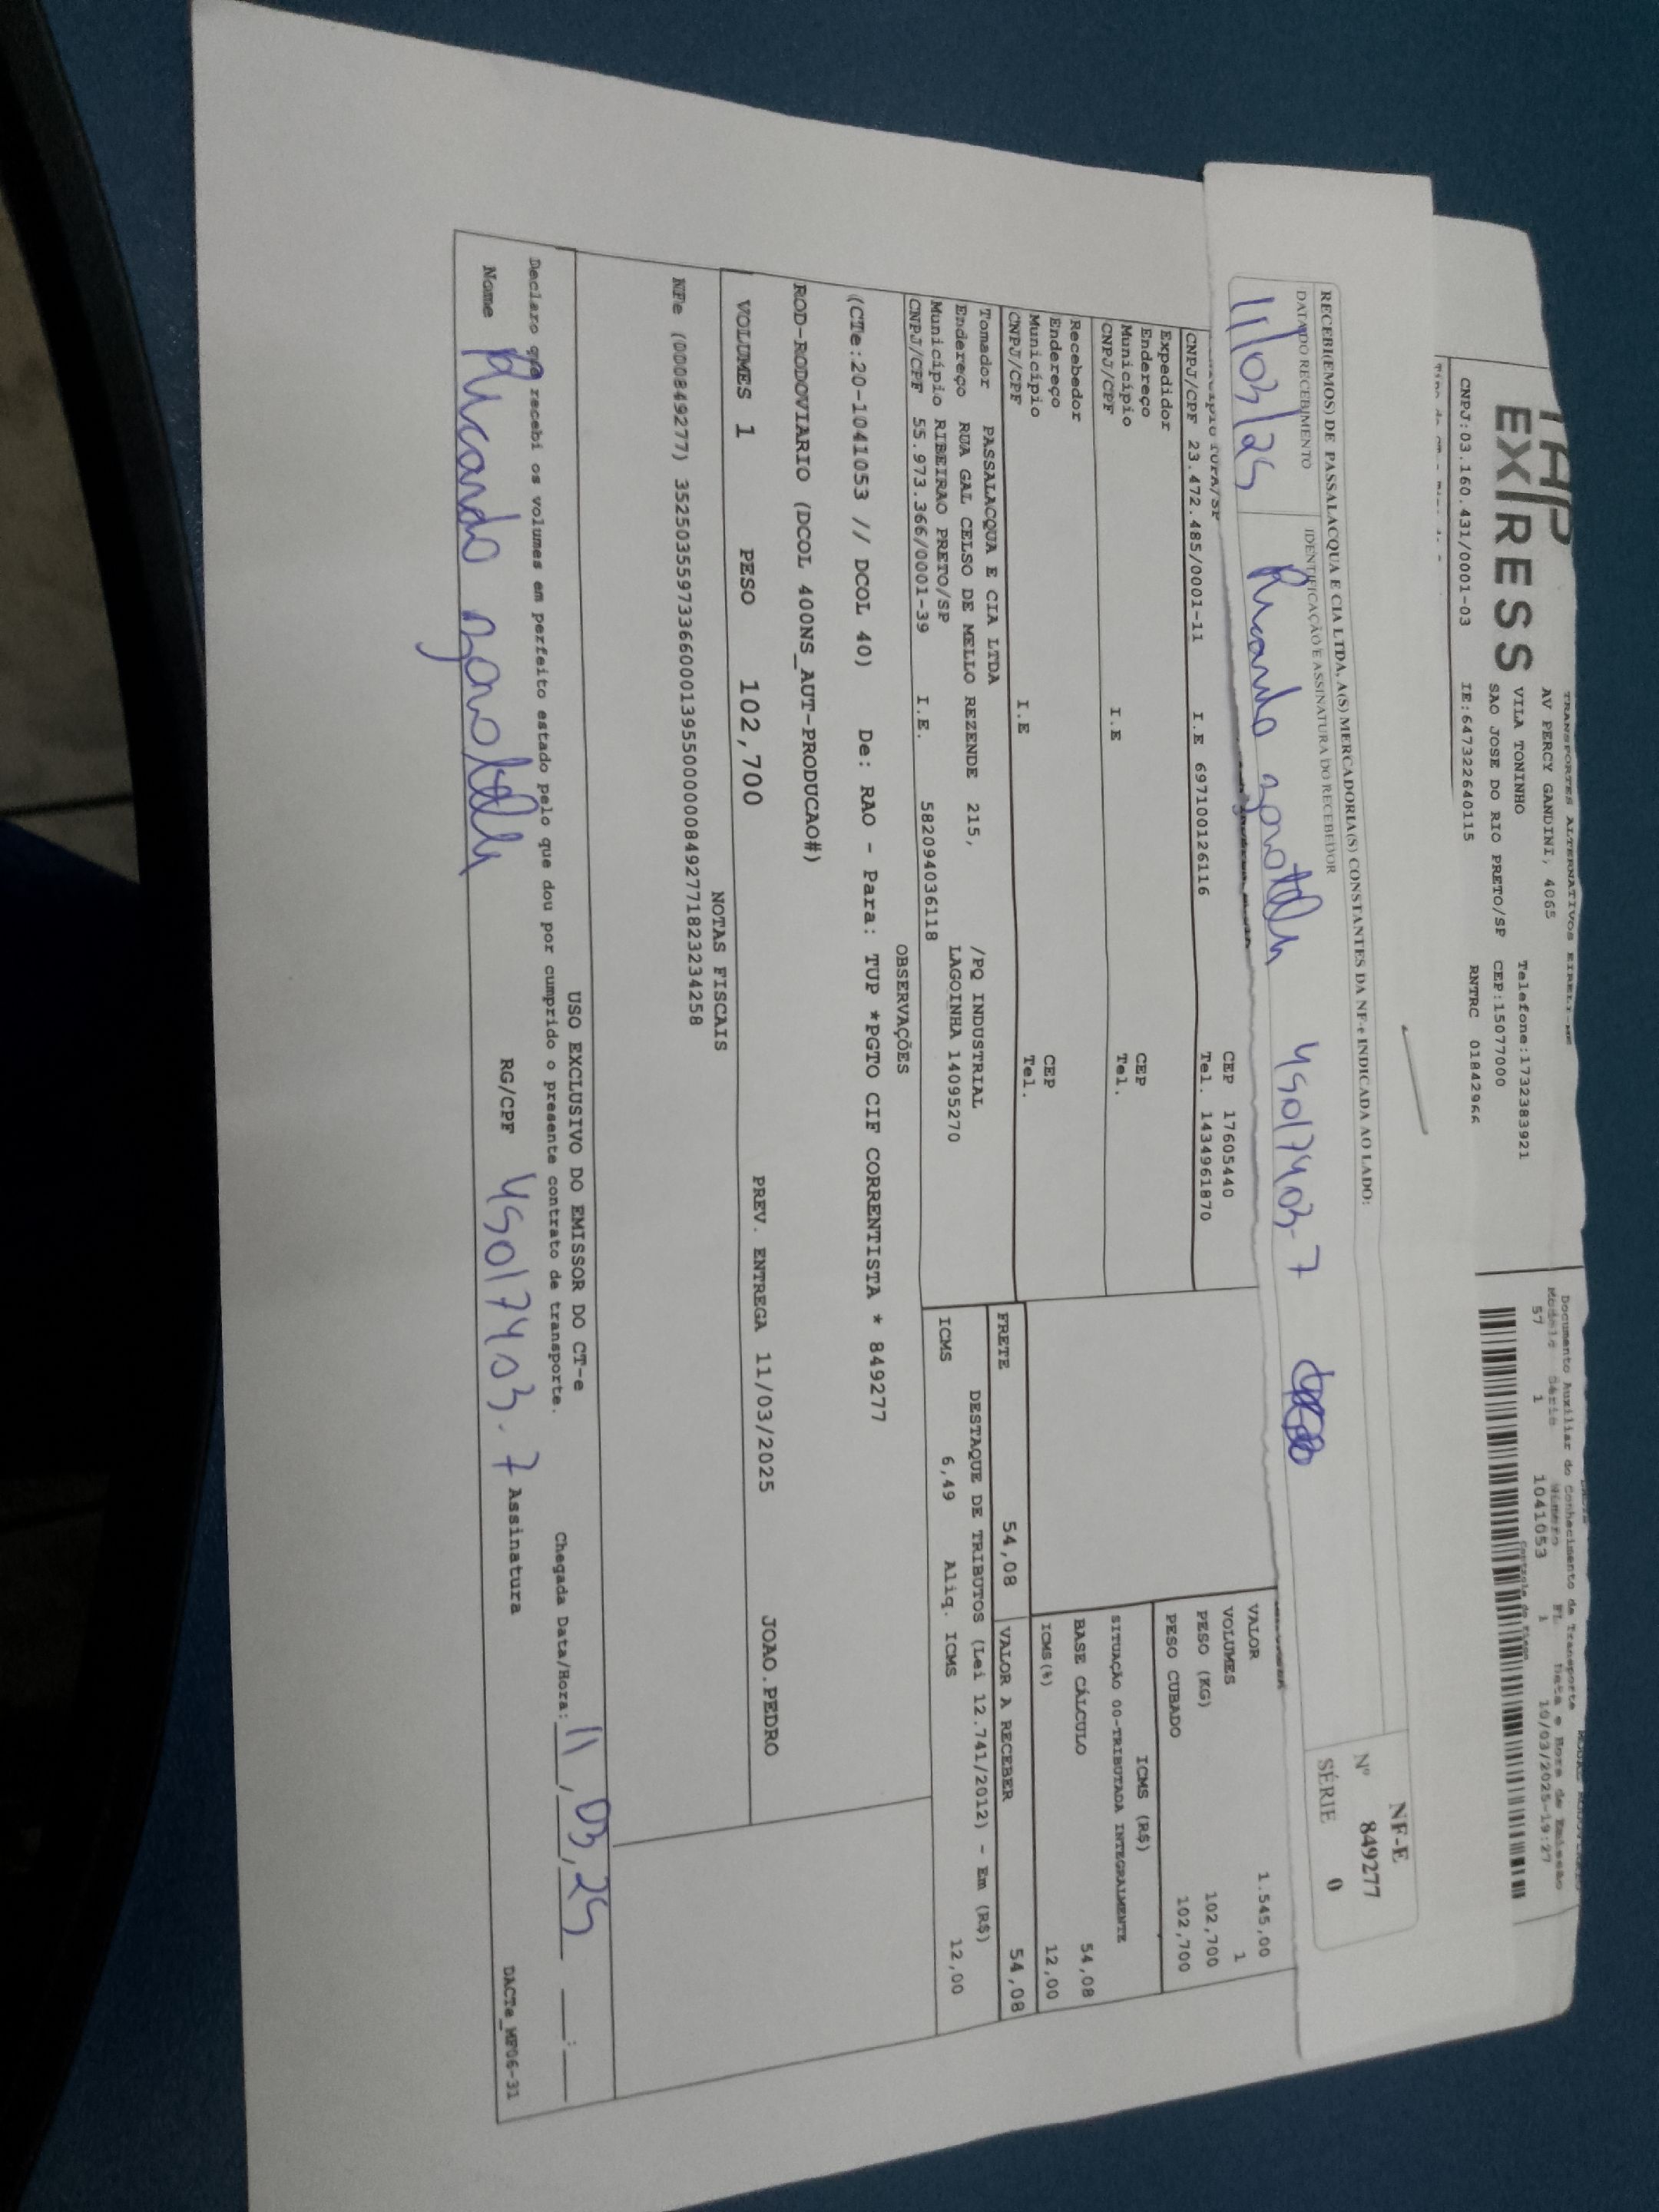 EXPRESS
TRANSPORTES ALTERNATIVOS EIRELI-ME
AV PERCY GANDINI, 4065
VILA TONINHO Telefone:1732383921
SAO JOSE DO RIO PRETO/SP CEP:15077000
CNPJ:03.160.431/0001-03 IE:647322640115 RNTRC 01842966
Documento Auxiliar do Conhecimento de Transporte
Modelo Série Número FL Data e Hora de Emissão
57 1 1041053 1 10/03/2025-19:27
Controle do Fisco
RECEBI(EMOS) DE PASSALACQUA E CIA LTDA, A(S) MERCADORIA(S) CONSTANTES DA NF-e INDICADA AO LADO:
DATA DO RECEBIMENTO IDENTIFICAÇÃO E ASSINATURA DO RECEBEDOR
11/03/25 Ricardo 45017403-7
NF-E
Nº 849277
SÉRIE 0
CEP 17605440
CNPJ/CPF 23.472.485/0001-11 I.E 697100126116 Tel. 1434961870
Expedidor
Endereço CEP
Município Tel.
CNPJ/CPF I.E
Recebedor
Endereço CEP
Município Tel.
CNPJ/CPF I.E
Tomador PASSALACQUA E CIA LTDA
Endereço RUA GAL CELSO DE MELLO REZENDE 215, /PQ INDUSTRIAL
Município RIBEIRAO PRETO/SP LAGOINHA 14095270
CNPJ/CPF 55.973.366/0001-39 I.E. 582094036118
VALOR 1.545,00
VOLUMES 1
PESO (KG) 102,700
PESO CUBADO 102,700
ICMS (R$)
SITUAÇÃO 00-TRIBUTADA INTEGRALMENTE
BASE CÁLCULO 54,08
ICMS(%) 12,00
FRETE 54,08 VALOR A RECEBER 54,08
DESTAQUE DE TRIBUTOS (Lei 12.741/2012) - Em (R$)
ICMS 6,49 Aliq. ICMS 12,00
OBSERVAÇÕES
(CTe:20-1041053 // DCOL 40) De: RAO - Para: TUP *PGTO CIF CORRENTISTA * 849277
ROD-RODOVIARIO (DCOL 400NS_AUT-PRODUCAO#)
VOLUMES 1 PESO 102,700 PREV. ENTREGA 11/03/2025 JOAO.PEDRO
NOTAS FISCAIS
NFe (000849277) 35250355973366000139550000008492771823234258
USO EXCLUSIVO DO EMISSOR DO CT-e
Declaro que recebi os volumes em perfeito estado pelo que dou por cumprido o presente contrato de transporte. Chegada Data/Hora: 11/03/25 __:__
Nome Ricardo RG/CPF 45017403.7 Assinatura
DACTe_MF06-31